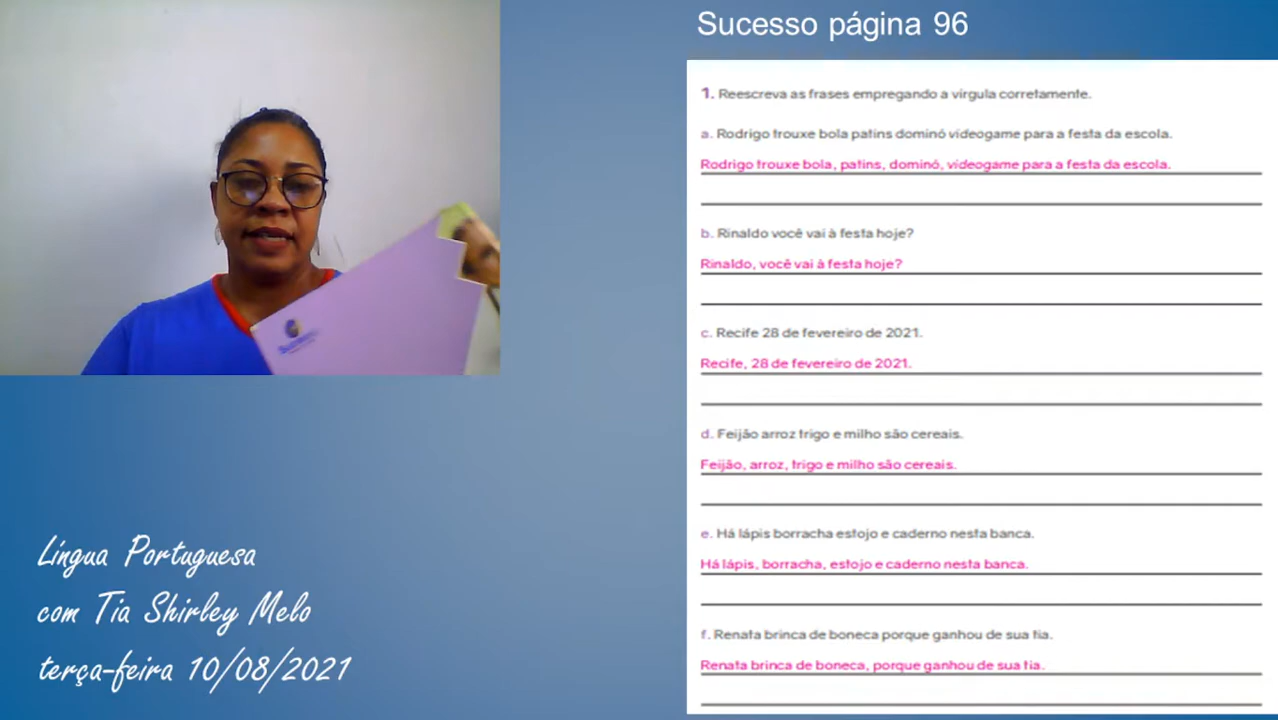 Sucesso página 96
1. Reescreva as frases empregando a vírgula corretamente.
a. Rodrigo trouxe bola patins dominó videogame para a festa da escola.
Rodrigo trouxe bola, patins, dominó, videogame para a festa da escola.
b. Rinaldo você vai à festa hoje?
Rinaldo, você vai à festa hoje?
c. Recife 28 de fevereiro de 2021.
Recife, 28 de fevereiro de 2021.
d. Feijão arroz trigo e milho são cereais.
Feijão, arroz, trigo e milho são cereais.
e. Há lápis borracha estojo e caderno nesta banca.
Há lápis, borracha, estojo e caderno nesta banca.
f. Renata brinca de boneca porque ganhou de sua tia.
Renata brinca de boneca, porque ganhou de sua tia.
Língua Portuguesa
com Tia Shirley Melo
terça-feira 10/08/2021